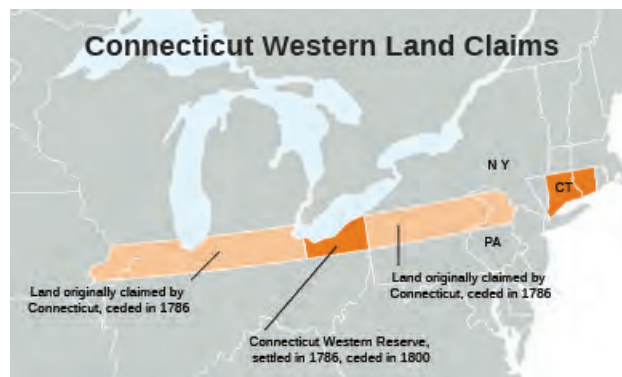 Connecticut Western Land Claims
N Y
CT
PA
Land originally claimed by
Connecticut, ceded in 1786
Land originally claimed by
Connecticut, ceded in 1786
Connecticut Western Reserve,
settled in 1786, ceded in 1800